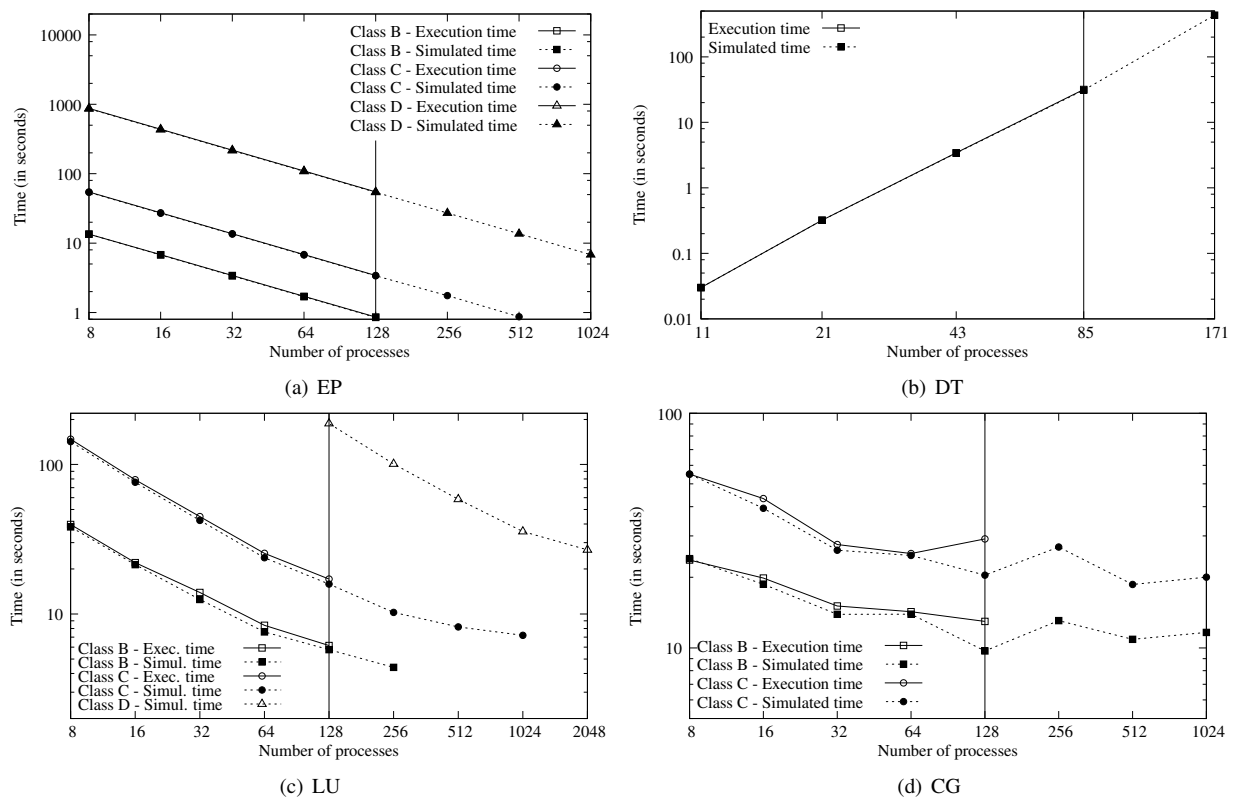 10000
1000
100
10
1
Time (in seconds)
Class B - Execution time
Class B - Simulated time
Class C - Execution time
Class C - Simulated time
Class D - Execution time
Class D - Simulated time
8 16 32 64 128 256 512 1024
Number of processes
(a) EP
100
10
1
0.1
0.01
Time (in seconds)
Execution time
Simulated time
11 21 43 85 171
Number of processes
(b) DT
100
10
Time (in seconds)
Class B - Exec. time
Class B - Simul. time
Class C - Exec. time
Class C - Simul. time
Class D - Simul. time
8 16 32 64 128 256 512 1024 2048
Number of processes
(c) LU
100
10
Time (in seconds)
Class B - Execution time
Class B - Simulated time
Class C - Execution time
Class C - Simulated time
8 16 32 64 128 256 512 1024
Number of processes
(d) CG